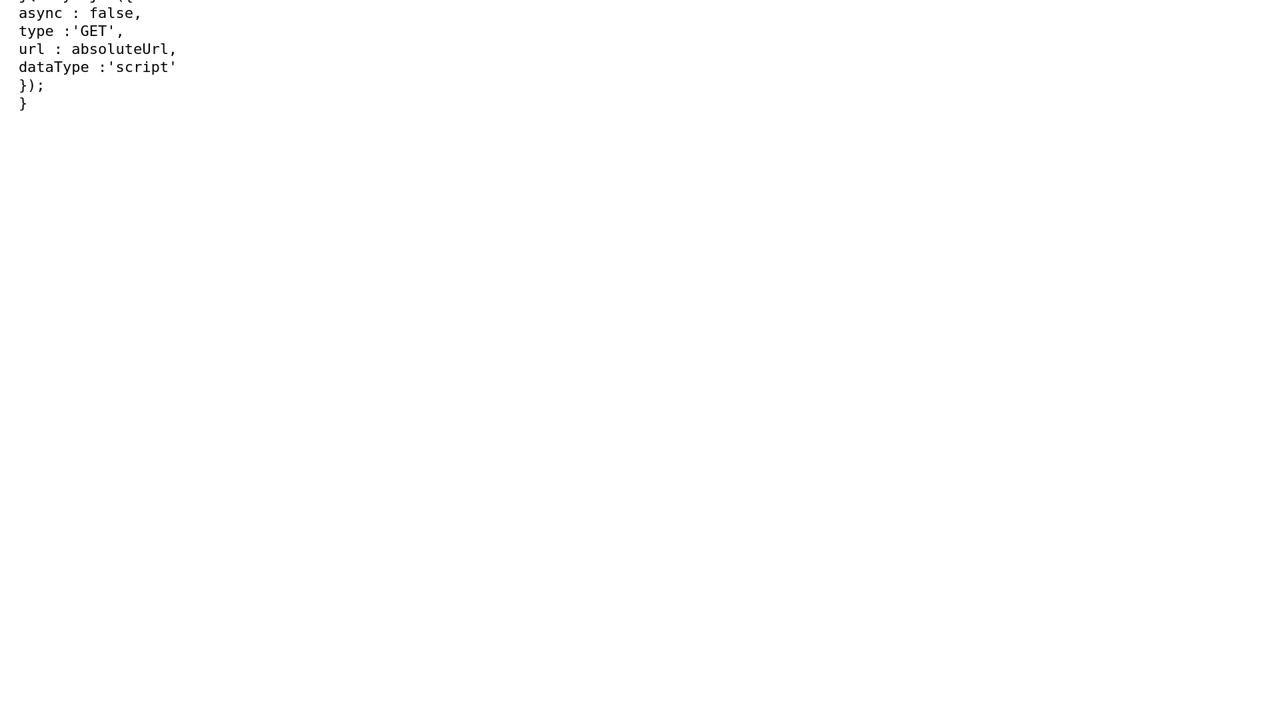 async : false,
type :'GET',
url : absoluteUrl,
dataType :'script'
});
}